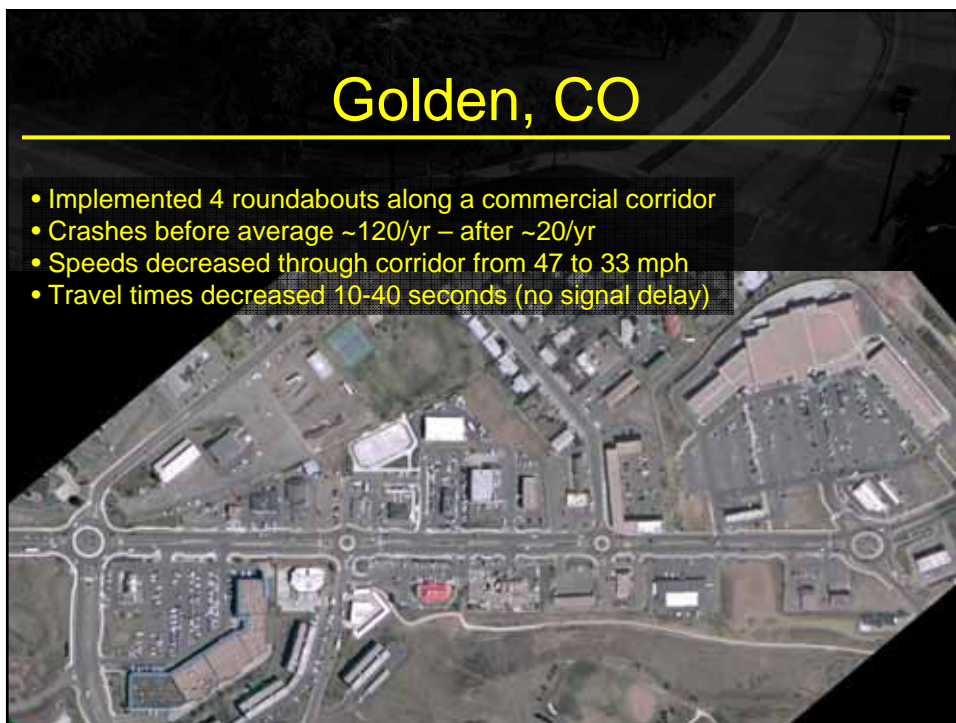 Golden, CO
• Implemented 4 roundabouts along a commercial corridor
• Crashes before average ~120/yr – after ~20/yr
• Speeds decreased through corridor from 47 to 33 mph
• Travel times decreased 10-40 seconds (no signal delay)